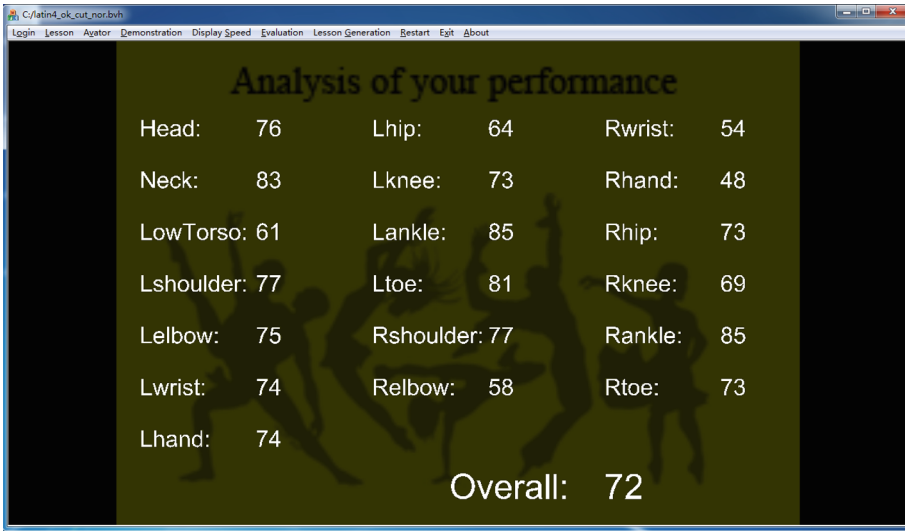 C:/latin4_ok_cut_nor.bvh
Login Lesson Avator Demonstration Display Speed Evaluation Lesson Generation Restart Exit About
Analysis of your performance
Head: 76 Lhip: 64 Rwrist: 54
Neck: 83 Lknee: 73 Rhand: 48
LowTorso: 61 Lankle: 85 Rhip: 73
Lshoulder: 77 Ltoe: 81 Rknee: 69
Lelbow: 75 Rshoulder: 77 Rankle: 85
Lwrist: 74 Relbow: 58 Rtoe: 73
Lhand: 74
Overall: 72